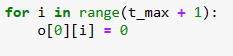 for i in range(t_max + 1):
    o[0][i] = 0